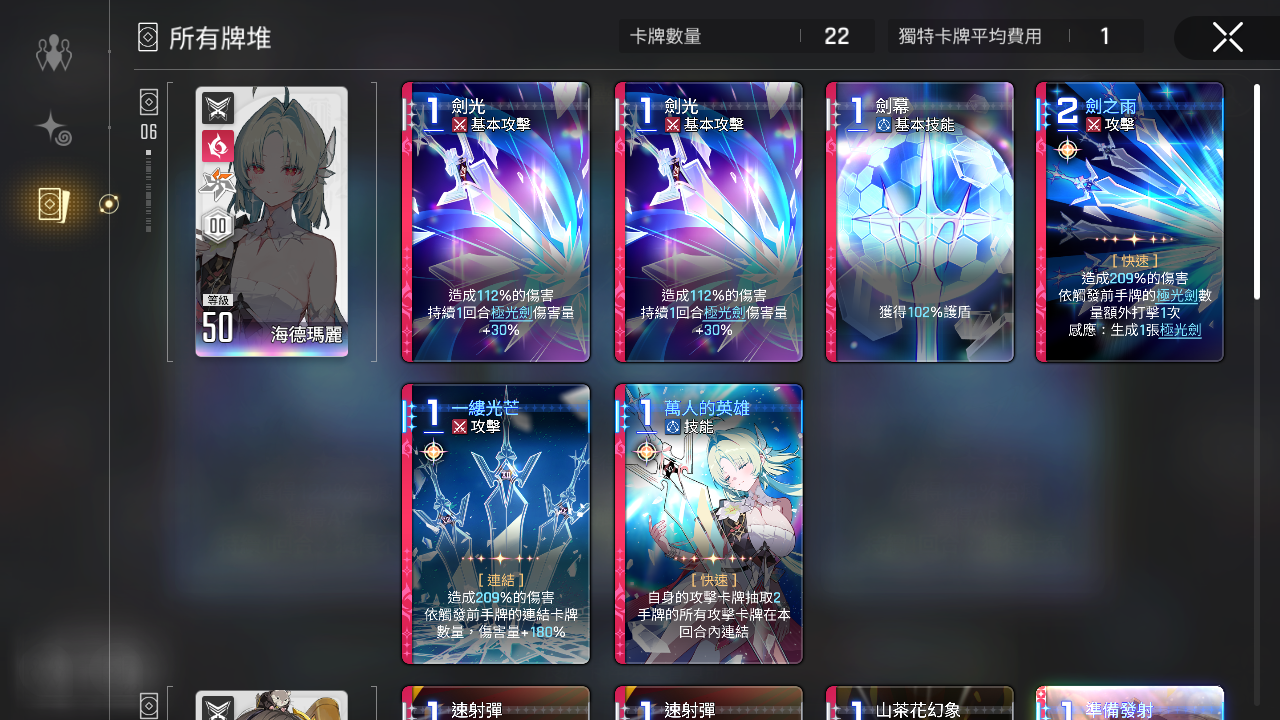 所有牌堆
卡牌數量 22
獨特卡牌平均費用 1
06
00
等級
50
海德瑪麗
1 劍光
基本攻擊
造成112%的傷害
持續1回合極光劍傷害量
+30%
1 劍光
基本攻擊
造成112%的傷害
持續1回合極光劍傷害量
+30%
1 劍幕
基本技能
獲得102%護盾
2 劍之雨
攻擊
[ 快速 ]
造成209%的傷害
依觸發前手牌的極光劍數
量額外打擊1次
感應：生成1張極光劍
1 一縷光芒
攻擊
[ 連結 ]
造成209%的傷害
依觸發前手牌的連結卡牌
數量，傷害量+180%
1 萬人的英雄
技能
[ 快速 ]
自身的攻擊卡牌抽取2
手牌的所有攻擊卡牌在本
回合內連結
1 速射彈
1 速射彈
1 山茶花幻象
1 準備發射